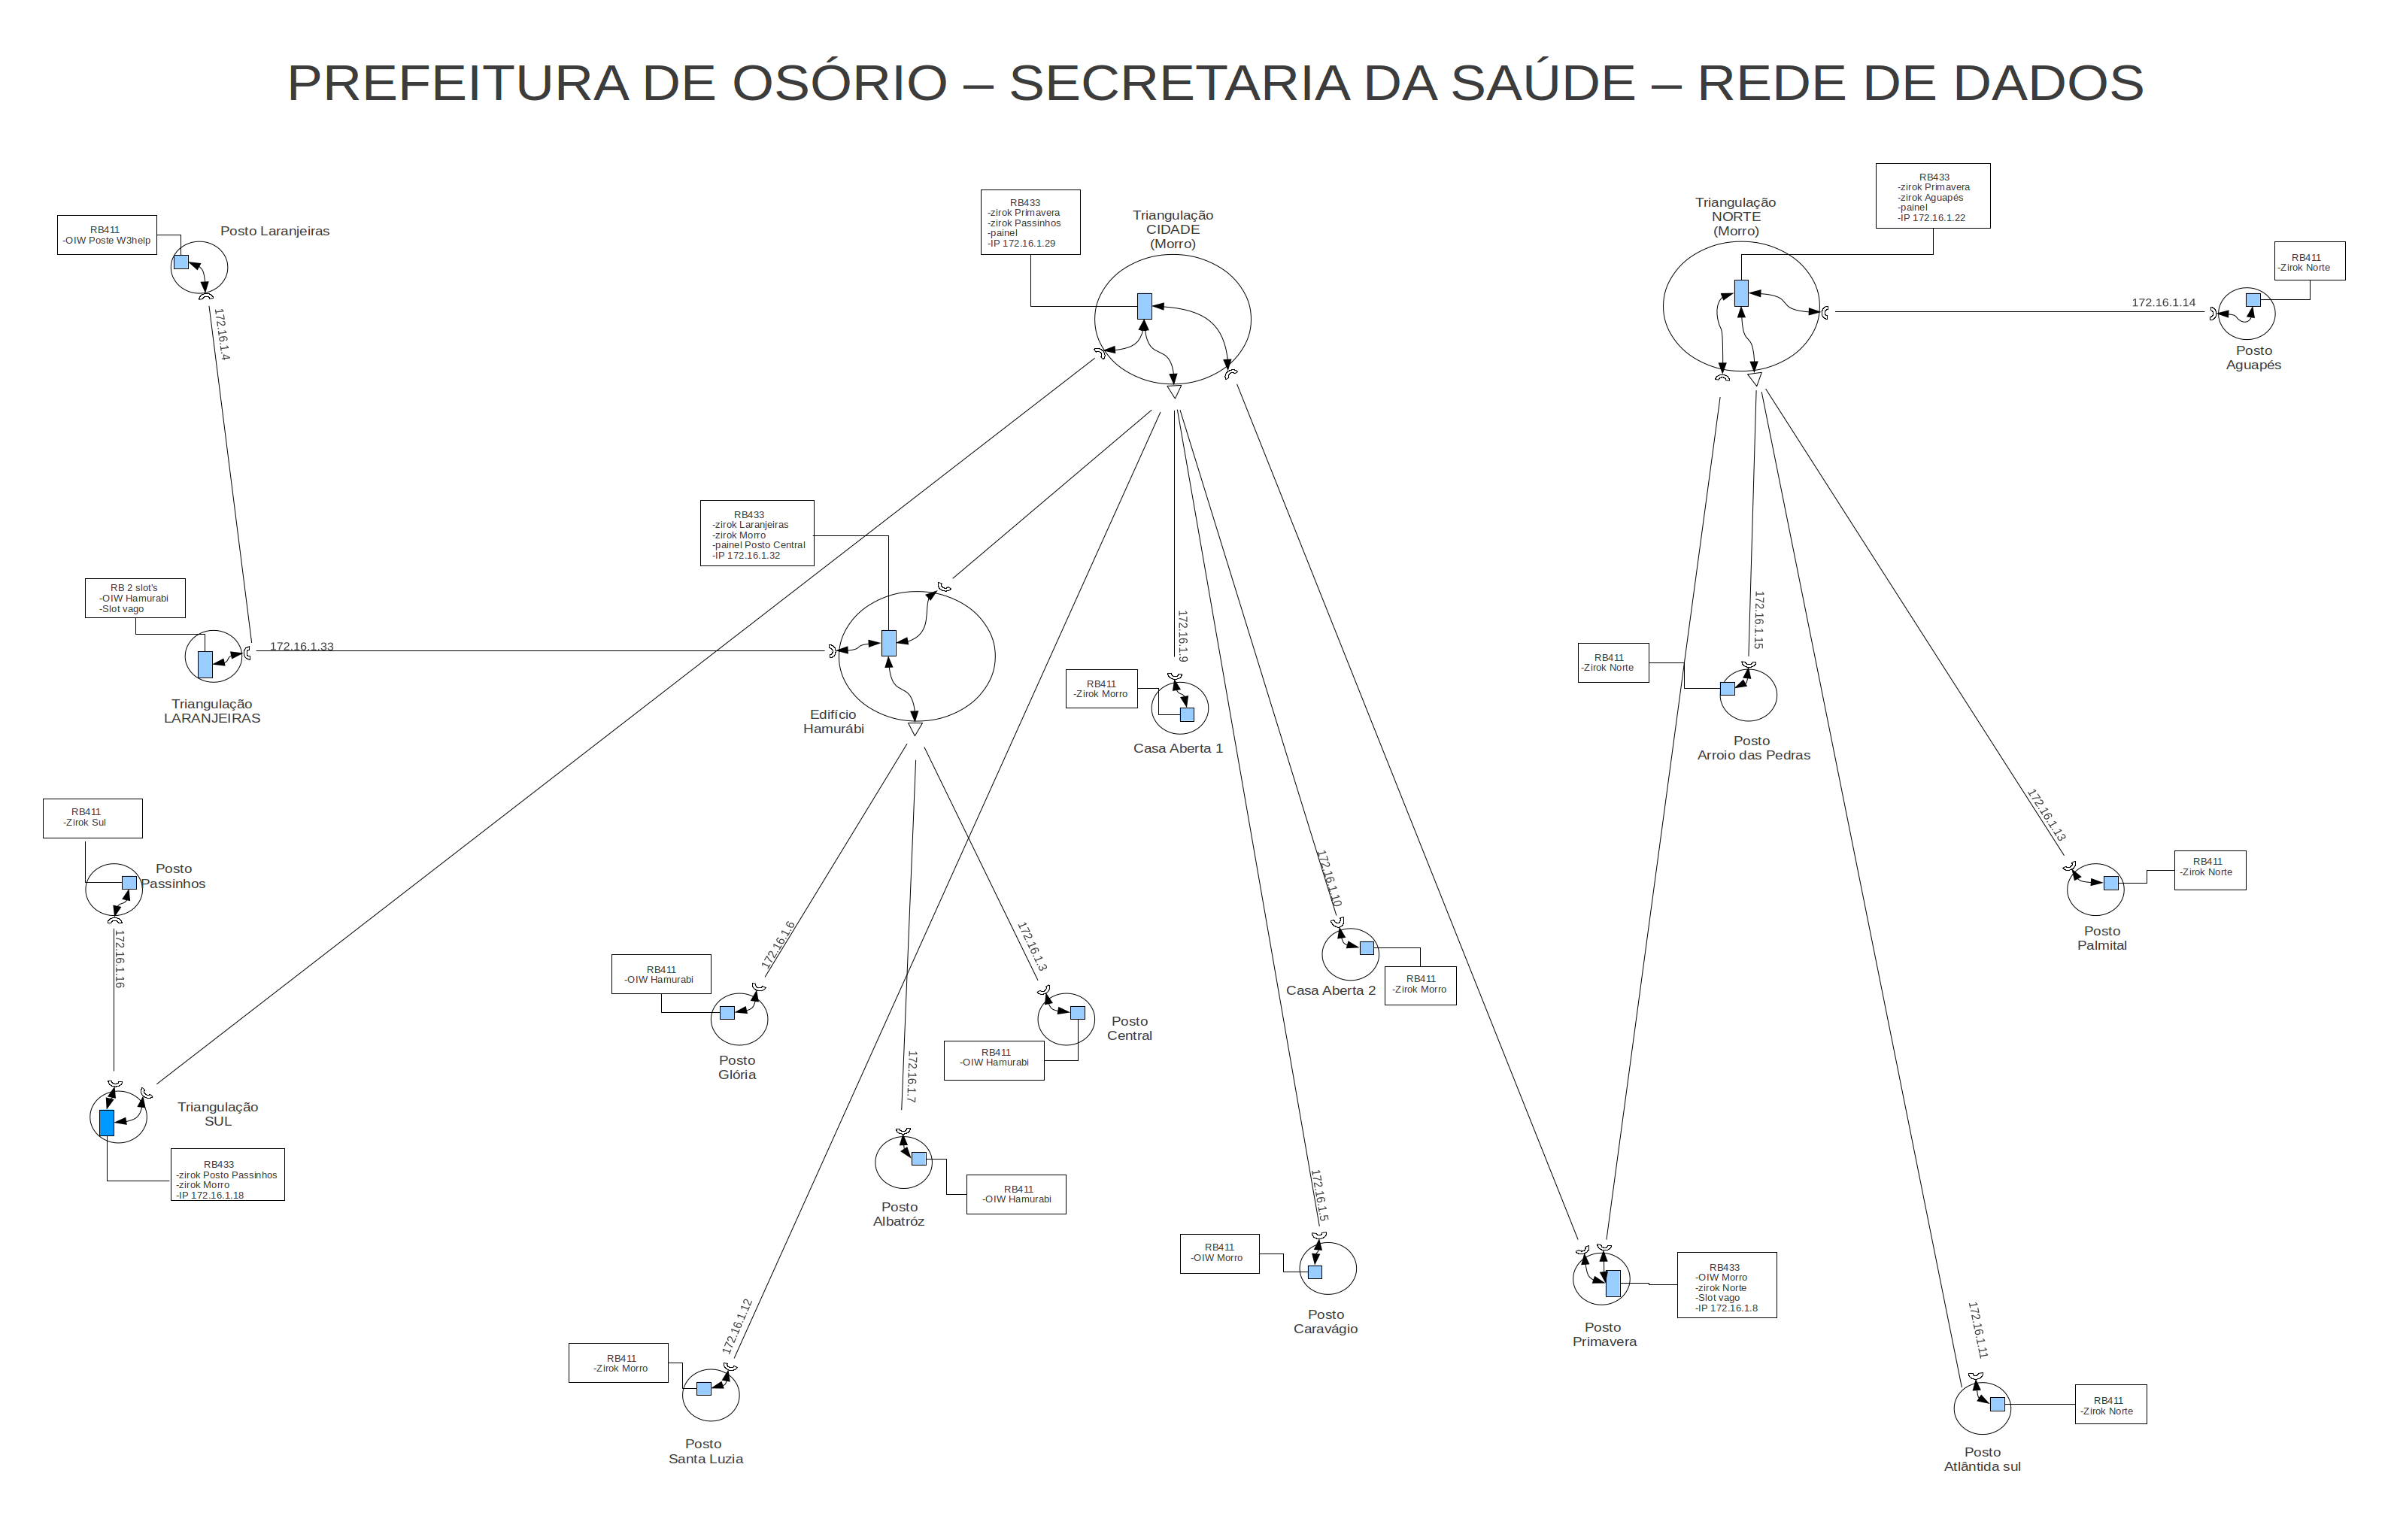 PREFEITURA DE OSÓRIO – SECRETARIA DA SAÚDE – REDE DE DADOS
RB411
-OIW Poste W3help
Posto Laranjeiras
172.16.1.4
RB433
-zirok Primavera
-zirok Passinhos
-painel
-IP 172.16.1.29
Triangulação
CIDADE
(Morro)
Triangulação
NORTE
(Morro)
RB433
-zirok Primavera
-zirok Aguapés
-painel
-IP 172.16.1.22
RB411
-Zirok Norte
172.16.1.14
Posto
Aguapés
RB433
-zirok Laranjeiras
-zirok Morro
-painel Posto Central
-IP 172.16.1.32
RB 2 slot's
-OIW Hamurabi
-Slot vago
172.16.1.33
Triangulação
LARANJEIRAS
Edifício
Hamurábi
172.16.1.9
RB411
-Zirok Morro
Casa Aberta 1
172.16.1.15
RB411
-Zirok Norte
Posto
Arroio das Pedras
RB411
-Zirok Sul
Posto
Passinhos
172.16.1.16
172.16.1.13
RB411
-Zirok Norte
Posto
Palmital
172.16.1.6
RB411
-OIW Hamurabi
Posto
Glória
172.16.1.3
Posto
Central
RB411
-OIW Hamurabi
172.16.1.10
Casa Aberta 2
RB411
-Zirok Morro
Triangulação
SUL
RB433
-zirok Posto Passinhos
-zirok Morro
-IP 172.16.1.18
172.16.1.7
RB411
-OIW Hamurabi
Posto
Albatróz
172.16.1.5
RB411
-OIW Morro
Posto
Caravágio
RB433
-OIW Morro
-zirok Norte
-Slot vago
-IP 172.16.1.8
Posto
Primavera
172.16.1.12
RB411
-Zirok Morro
Posto
Santa Luzia
172.16.1.11
RB411
-Zirok Norte
Posto
Atlântida sul